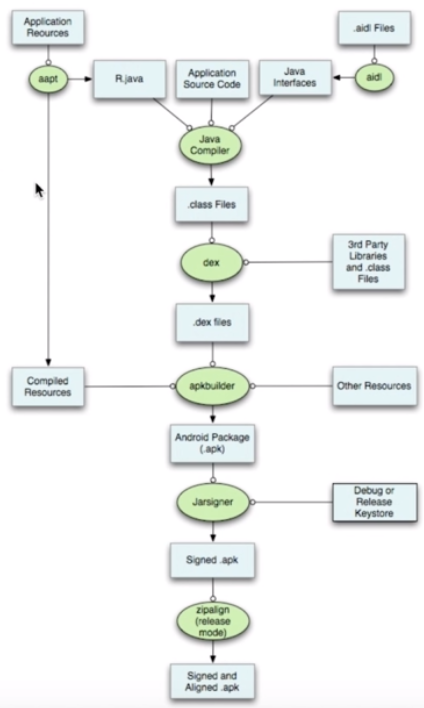 Application
Reources
.aidl Files
aapt
R.java
Application
Source Code
Java
Interfaces
aidl
Java
Compiler
.class Files
dex
3rd Party
Libraries
and .class
Files
.dex files
Compiled
Resources
apkbuilder
Other Resources
Android Package
(.apk)
Jarsigner
Debug or
Release
Keystore
Signed .apk
zipalign
(release
mode)
Signed and
Aligned .apk